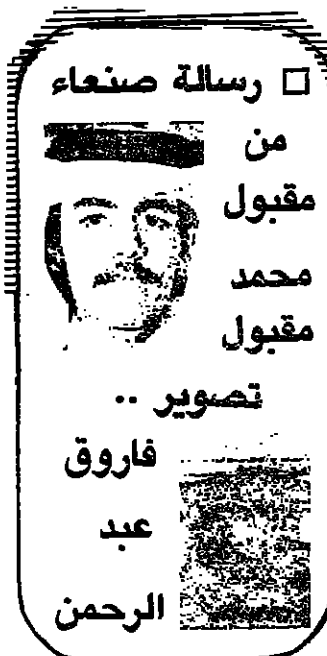 □ رسالة صنعاء
من
مقبول
محمد
مقبول
تصوير ..
فاروق
عبد
الرحمن